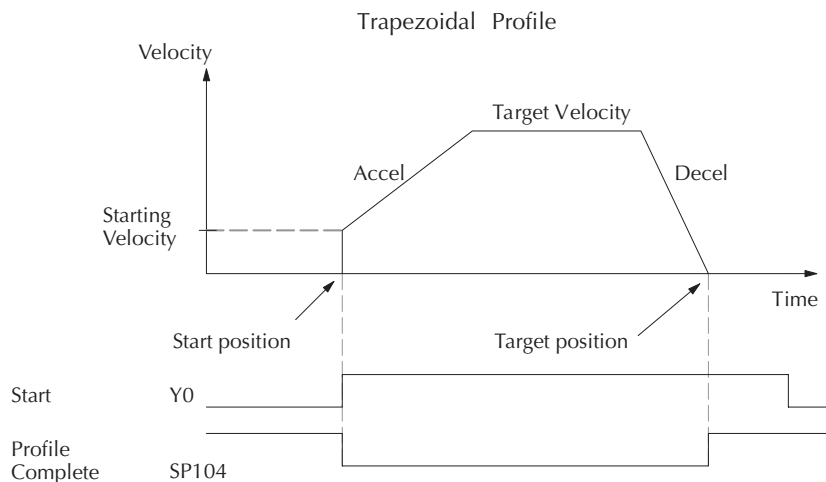 Trapezoidal Profile
Velocity
Target Velocity
Accel
Decel
Starting
Velocity
Time
Start position
Target position
Start Y0
Profile
Complete SP104